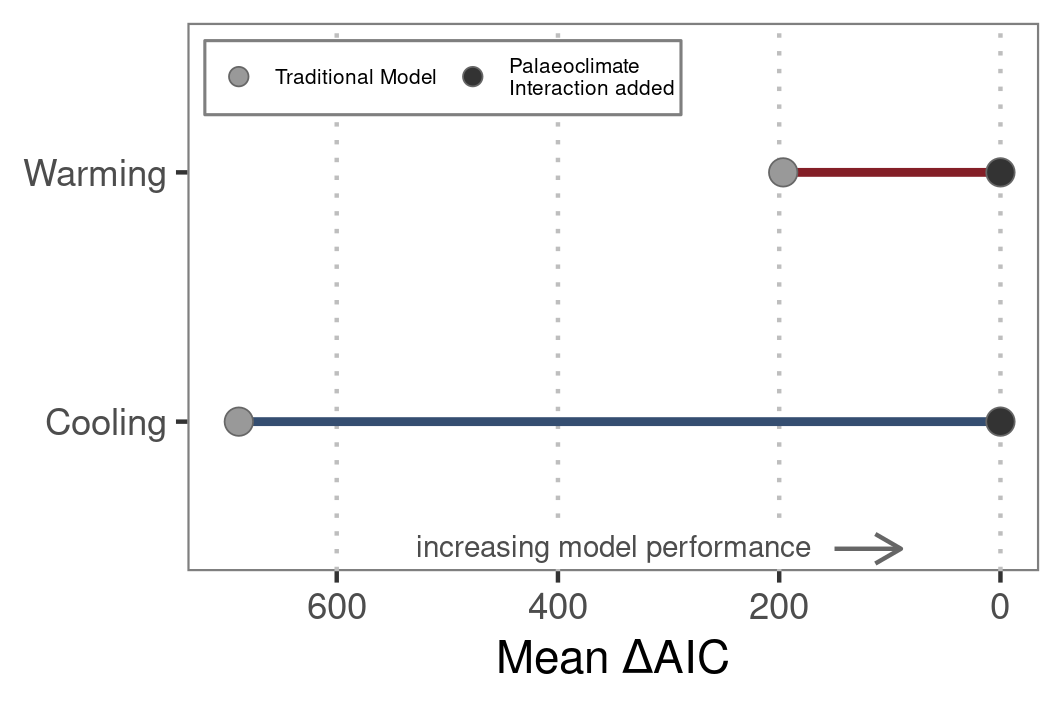 Traditional Model
Palaeoclimate
Interaction added
Warming
Cooling
increasing model performance
600 400 200 0
Mean ΔAIC